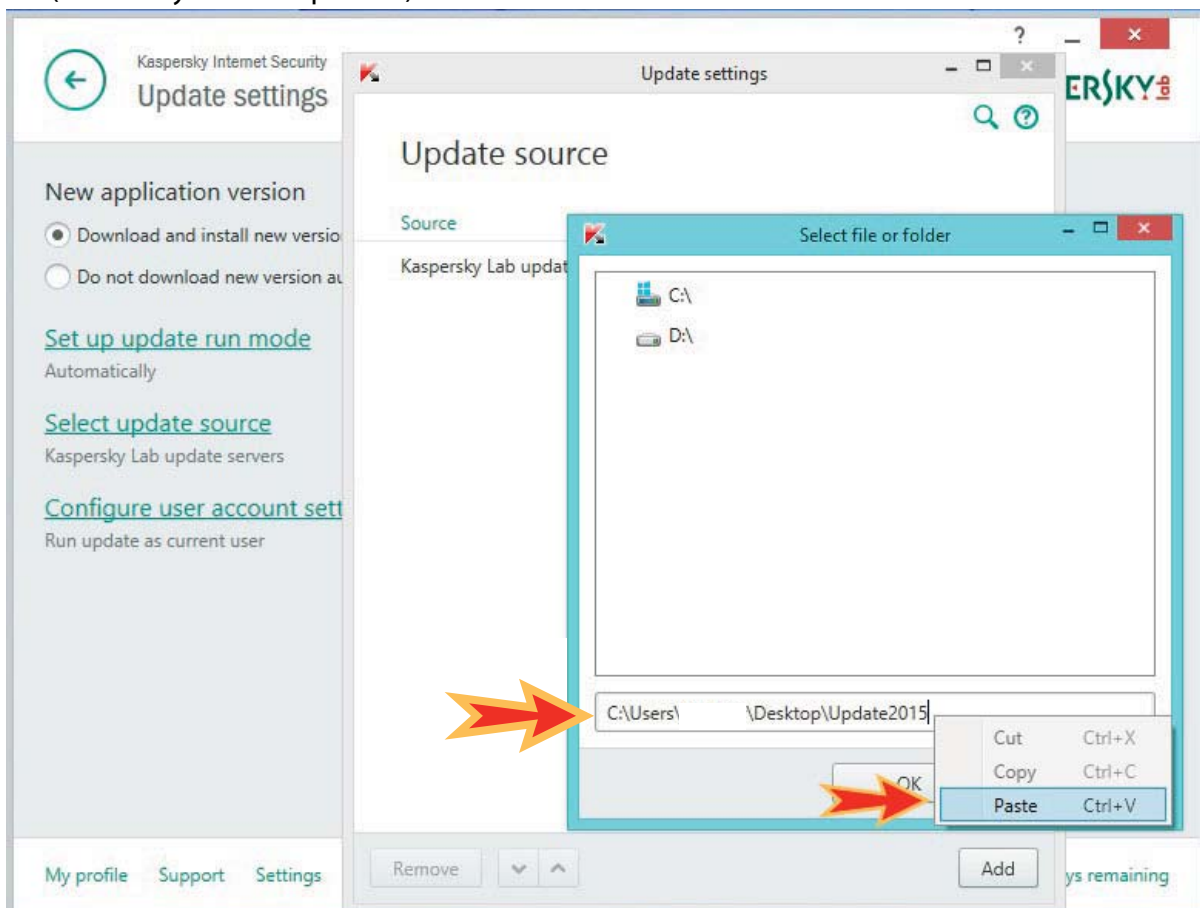 ?
Kaspersky Internet Security
Update settings
Update settings
ERSKY LAB
Update source
New application version
Source
Select file or folder
Download and install new versio
Kaspersky Lab updat
Do not download new version au
C:\
D:\
Set up update run mode
Automatically
Select update source
Kaspersky Lab update servers
Configure user account sett
Run update as current user
C:\Users\ \Desktop\Update2015
Cut Ctrl+X
OK
Copy Ctrl+C
Paste Ctrl+V
My profile Support Settings
Remove
Add
ys remaining